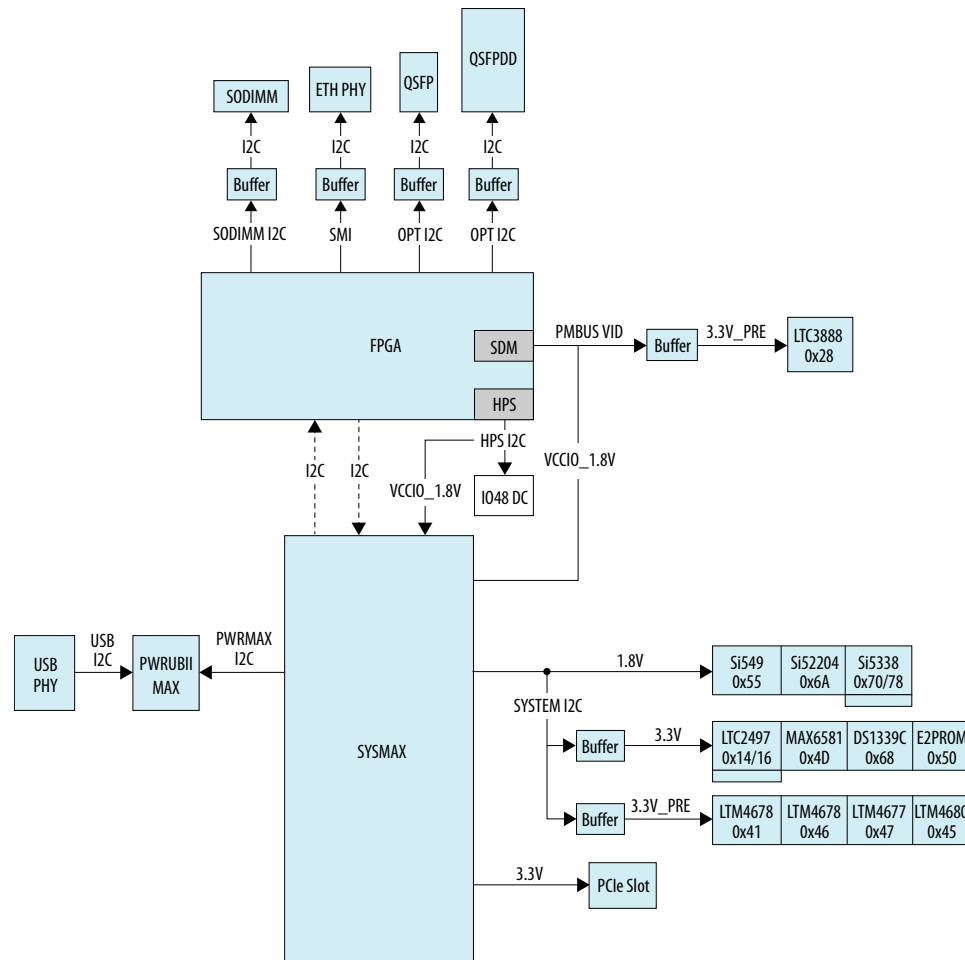 QSFPDD
ETH PHY
QSFP
SODIMM
I2C
I2C
I2C
I2C
Buffer
Buffer
Buffer
Buffer
SODIMM I2C
SMI
OPT I2C
OPT I2C
FPGA
SDM
PMBUS VID
Buffer
3.3V_PRE
LTC3888
0x28
HPS
HPS I2C
I2C
I2C
VCCIO_1.8V
VCCIO_1.8V
IO48 DC
USB
PHY
USB
I2C
PWRUBII
MAX
PWRMAX
I2C
SYSMAX
1.8V
Si549
0x55
Si52204
0x6A
Si5338
0x70/78
SYSTEM I2C
Buffer
3.3V
LTC2497
0x14/16
MAX6581
0x4D
DS1339C
0x68
E2PROM
0x50
Buffer
3.3V_PRE
LTM4678
0x41
LTM4678
0x46
LTM4677
0x47
LTM4680
0x45
3.3V
PCIe Slot